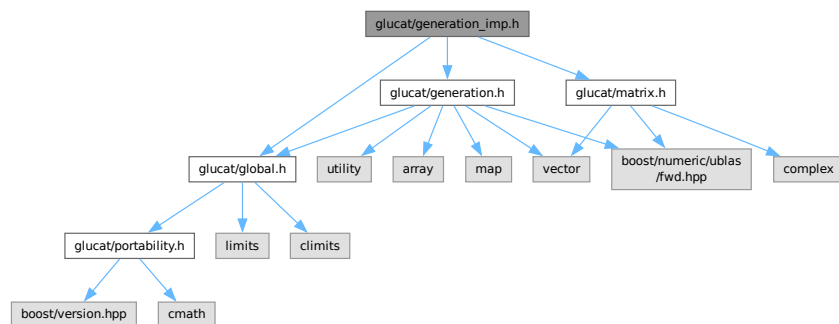 glucat/generation_imp.h
glucat/generation.h
glucat/matrix.h
glucat/global.h
utility
array
map
vector
boost/numeric/ublas
/fwd.hpp
complex
glucat/portability.h
limits
climits
boost/version.hpp
cmath